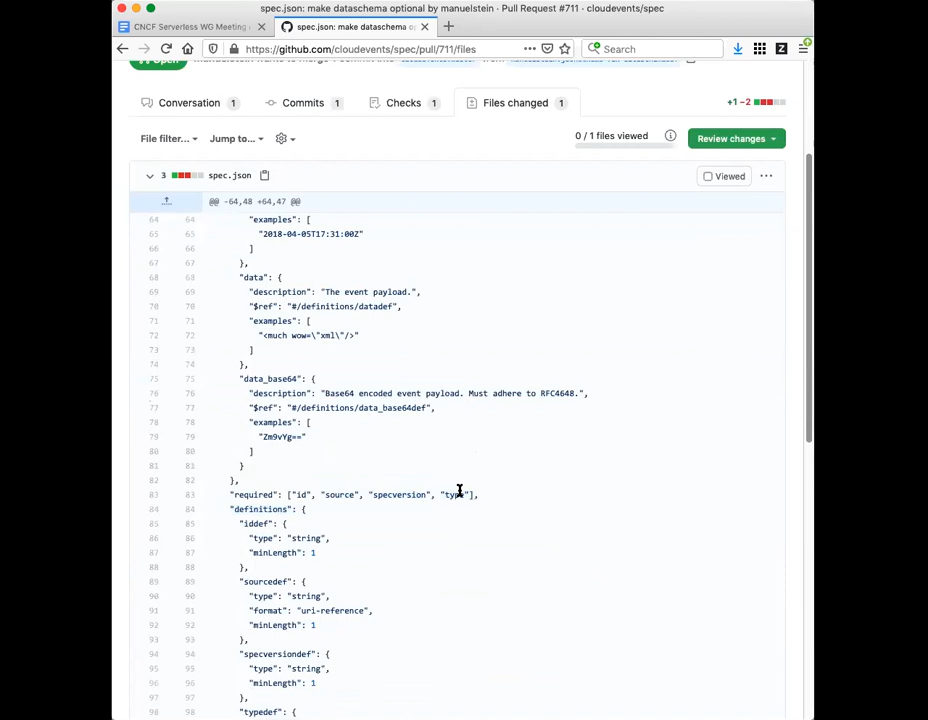 spec.json: make dataschema optional by manuelstein · Pull Request #711 · cloudevents/spec
CNCF Serverless WG Meeting
spec.json: make dataschema op
https://github.com/cloudevents/spec/pull/711/files
Search
Z
Open
Conversation 1
Commits 1
Checks 1
Files changed 1
+1 −2
File filter...
Jump to...
0 / 1 files viewed
Review changes
3 spec.json
Viewed
@@ -64,48 +64,47 @@
64 64 "examples": [
65 65 "2018-04-05T17:31:00Z"
66 66 ]
67 67 },
68 68 "data": {
69 69 "description": "The event payload.",
70 70 "$ref": "#/definitions/datadef",
71 71 "examples": [
72 72 "<much wow=\"xml\"/>"
73 73 ]
74 74 },
75 75 "data_base64": {
76 76 "description": "Base64 encoded event payload. Must adhere to RFC4648.",
77 77 "$ref": "#/definitions/data_base64def",
78 78 "examples": [
79 79 "Zm9vYg=="
80 80 ]
81 81 }
82 82 },
83 83 "required": ["id", "source", "specversion", "type"],
84 84 "definitions": {
85 85 "iddef": {
86 86 "type": "string",
87 87 "minLength": 1
88 88 },
89 89 "sourcedef": {
90 90 "type": "string",
91 91 "format": "uri-reference",
92 92 "minLength": 1
93 93 },
94 94 "specversiondef": {
95 95 "type": "string",
96 96 "minLength": 1
97 97 },
98 98 "typedef": {